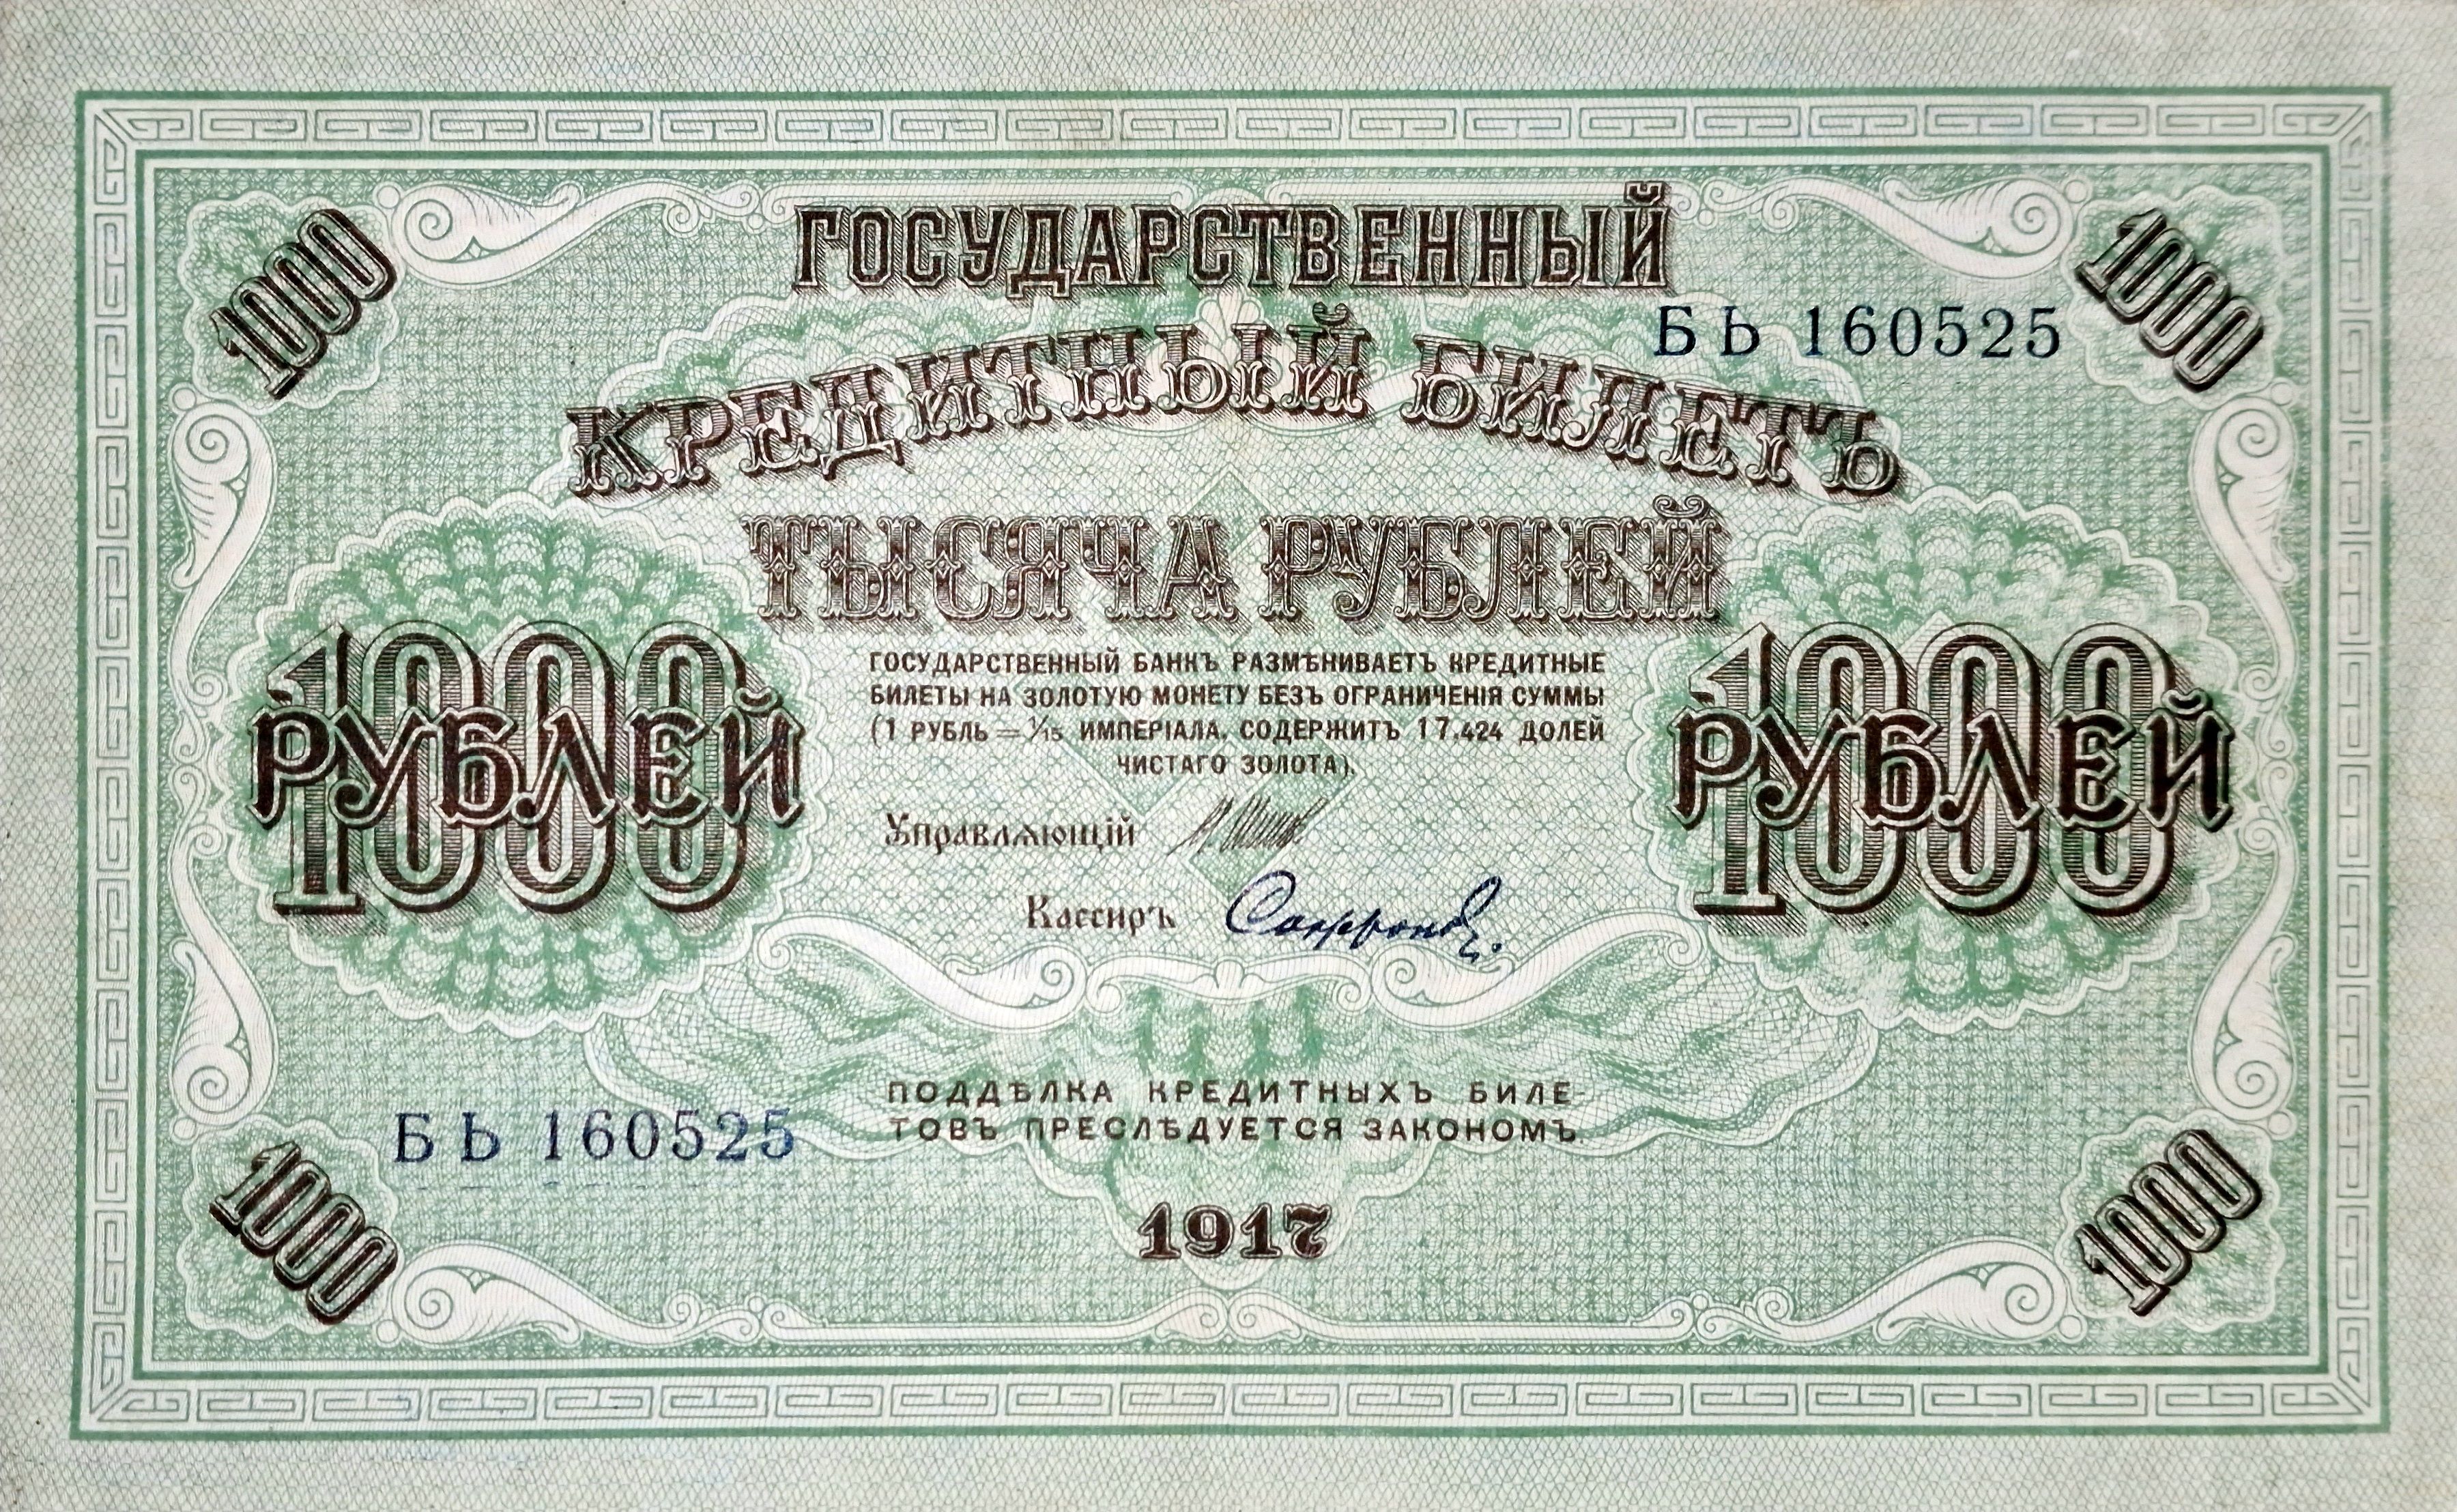 1000
1000
ГОСУДАРСТВЕННЫЙ
БЬ 160525
КРЕДИТНЫЙ БИЛЕТЪ
ТЫСЯЧА РУБЛЕЙ
1000
РУБЛЕЙ
1000
РУБЛЕЙ
ГОСУДАРСТВЕННЫЙ БАНКЪ РАЗМѢНИВАЕТЪ КРЕДИТНЫЕ
БИЛЕТЫ НА ЗОЛОТУЮ МОНЕТУ БЕЗЪ ОГРАНИЧЕНІЯ СУММЫ
(1 РУБЛЬ = 1/15 ИМПЕРІАЛА, СОДЕРЖИТЪ 17,424 ДОЛЕЙ
ЧИСТАГО ЗОЛОТА).
Управляющій
Кассиръ
ПОДДѢЛКА КРЕДИТНЫХЪ БИЛЕ-
ТОВЪ ПРЕСЛѢДУЕТСЯ ЗАКОНОМЪ.
БЬ 160525
1917
1000
1000